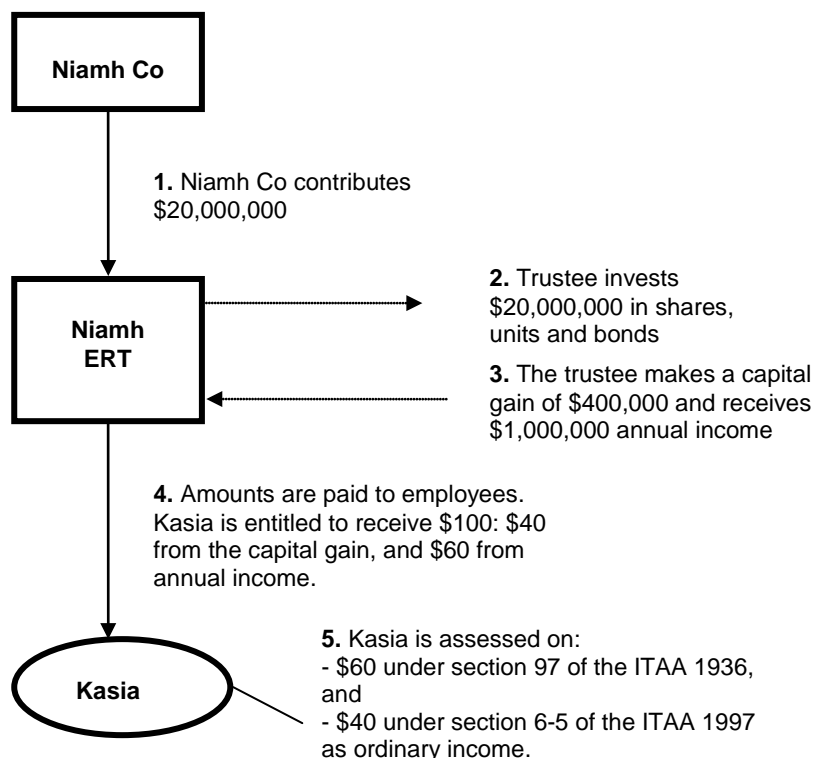 Niamh Co
1. Niamh Co contributes
$20,000,000
2. Trustee invests
$20,000,000 in shares,
units and bonds
Niamh
ERT
3. The trustee makes a capital
gain of $400,000 and receives
$1,000,000 annual income
4. Amounts are paid to employees.
Kasia is entitled to receive $100: $40
from the capital gain, and $60 from
annual income.
5. Kasia is assessed on:
- $60 under section 97 of the ITAA 1936,
and
- $40 under section 6-5 of the ITAA 1997
as ordinary income.
Kasia